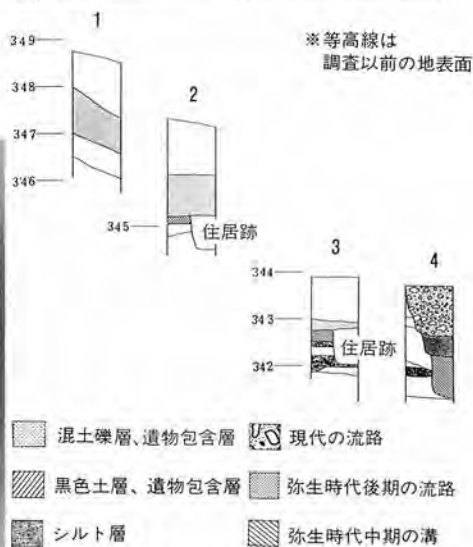 ※等高線は
調査以前の地表面
1
349
348
347
346
2
345
住居跡
3
4
344
343
342
住居跡
混土礫層、遺物包含層
現代の流路
黒色土層、遺物包含層
弥生時代後期の流路
シルト層
弥生時代中期の溝